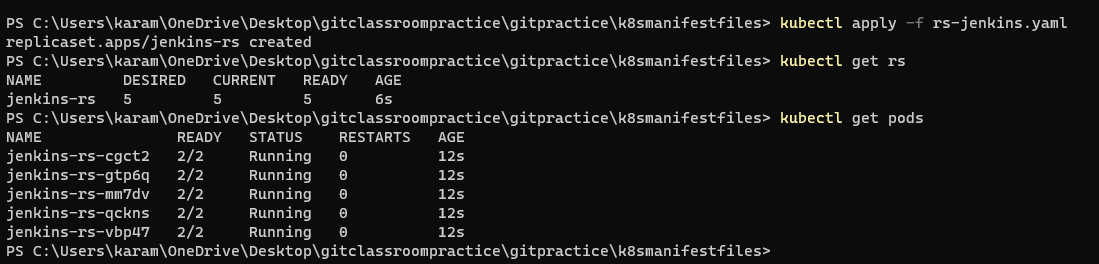 PS C:\Users\karam\OneDrive\Desktop\gitclassroompractice\gitpractice\k8smanifestfiles> kubectl apply -f rs-jenkins.yaml
replicaset.apps/jenkins-rs created
PS C:\Users\karam\OneDrive\Desktop\gitclassroompractice\gitpractice\k8smanifestfiles> kubectl get rs
NAME         DESIRED   CURRENT   READY   AGE
jenkins-rs   5         5         5       6s
PS C:\Users\karam\OneDrive\Desktop\gitclassroompractice\gitpractice\k8smanifestfiles> kubectl get pods
NAME               READY   STATUS    RESTARTS   AGE
jenkins-rs-cgct2   2/2     Running   0          12s
jenkins-rs-gtp6q   2/2     Running   0          12s
jenkins-rs-mm7dv   2/2     Running   0          12s
jenkins-rs-qckns   2/2     Running   0          12s
jenkins-rs-vbp47   2/2     Running   0          12s
PS C:\Users\karam\OneDrive\Desktop\gitclassroompractice\gitpractice\k8smanifestfiles>